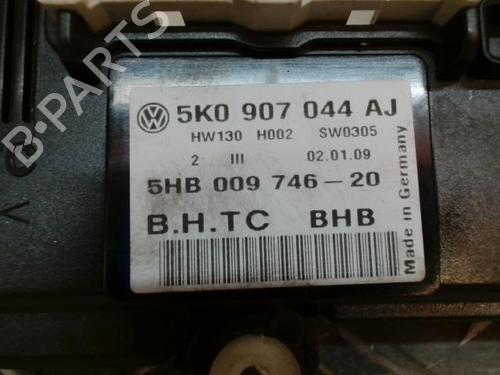 5K0 907 044 AJ
HW130 H002 SW0305
2 III 02.01.09
5HB 009 746-20
B.H.TC BHB
Made in Germany
B-PARTS